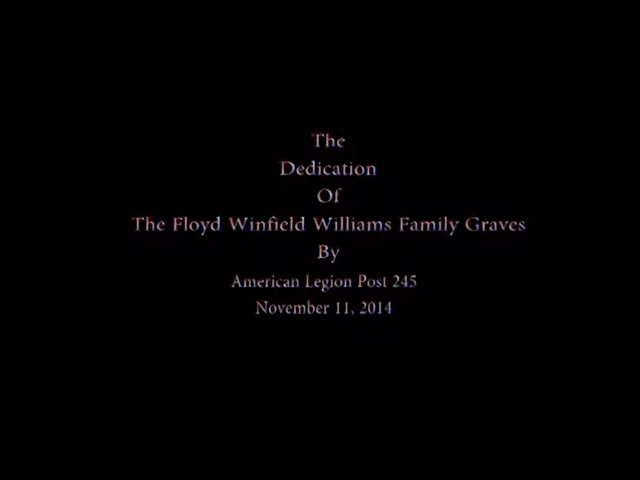 The
Dedication
Of
The Floyd Winfield Williams Family Graves
By
American Legion Post 245
November 11, 2014